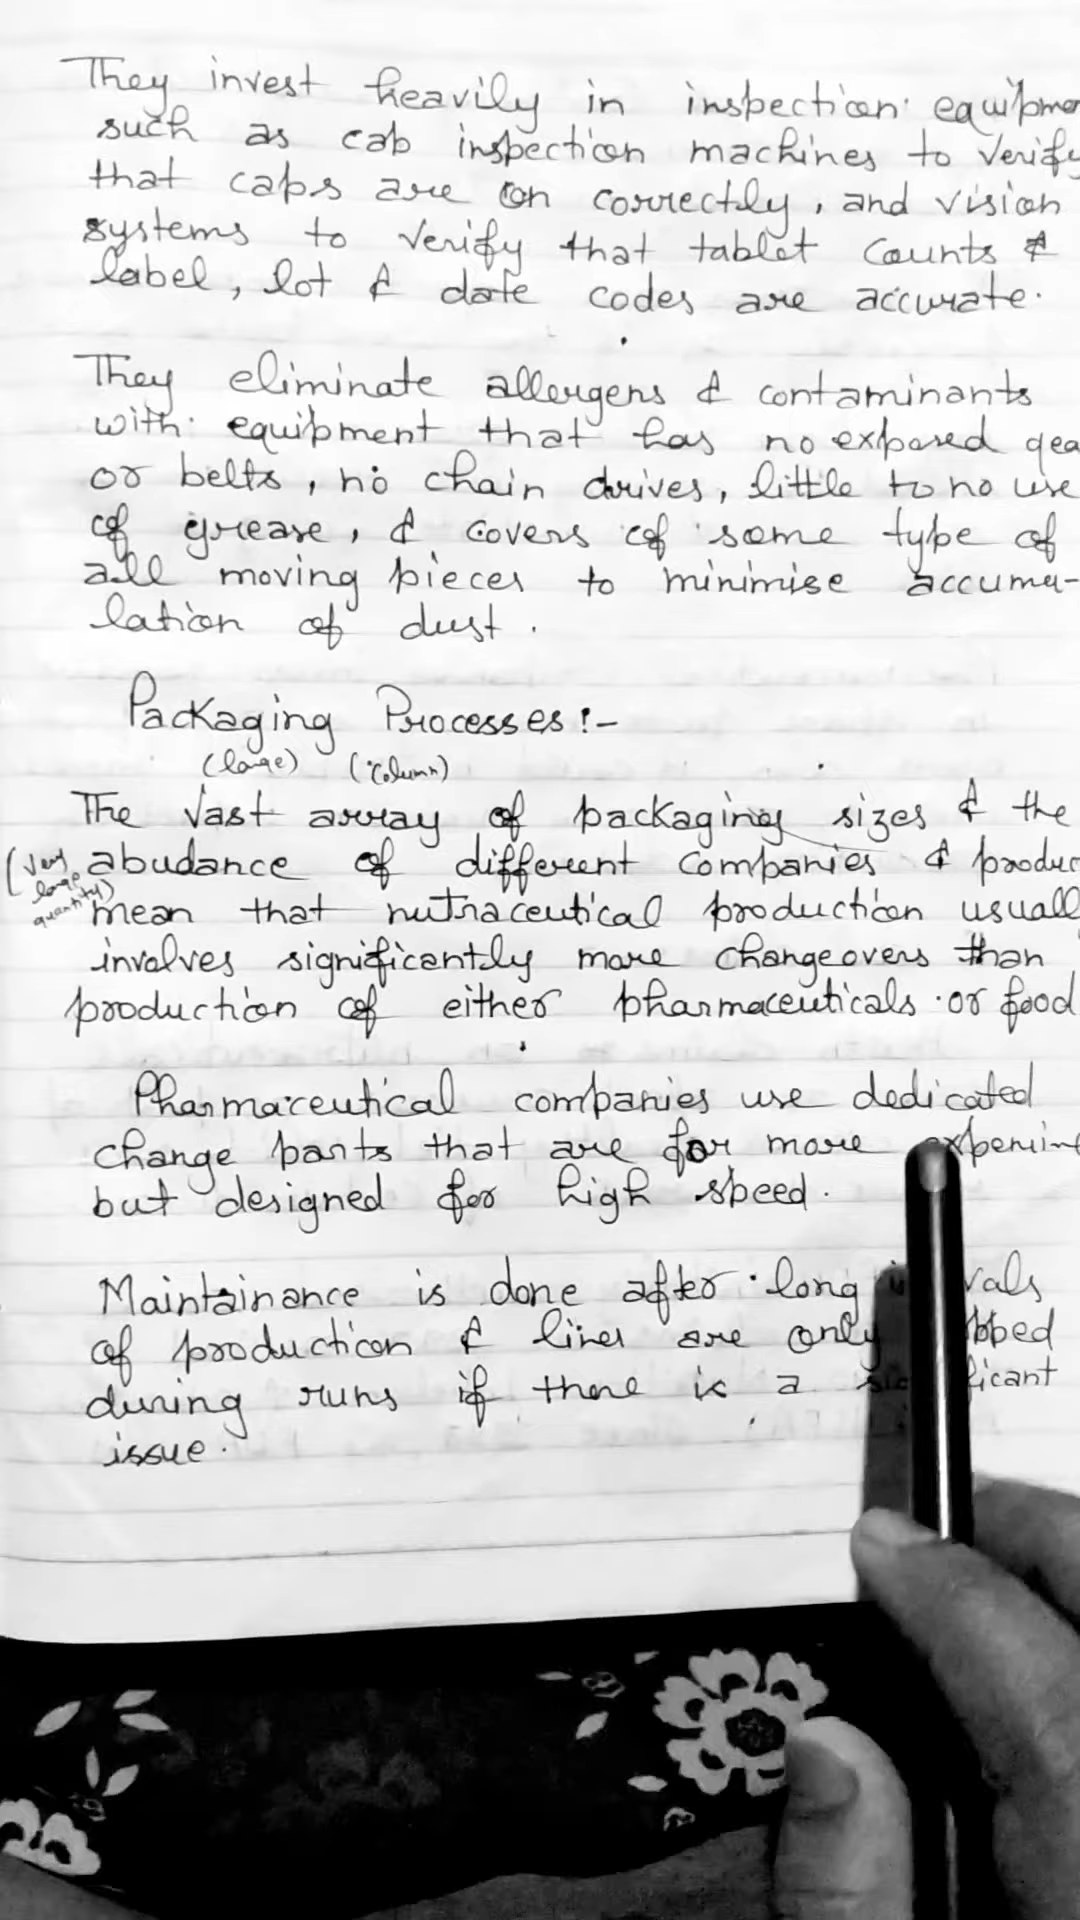 They invest heavily in inspection equipme
such as cap inspection machines to verify
that caps are on correctly, and vision
systems to verify that tablet counts &
label, lot & date codes are accurate.
They eliminate allergens & contaminants
with equipment that has no exposed gea
or belts, no chain drives, little to no use
of grease, & covers of some type of
all moving pieces to minimise accumu-
lation of dust.
Packaging Processes:-
(large) (column)
The vast array of packaging sizes & the
(very large quantity)
abudance of different companies & produc
mean that nutraceutical production usuall
involves significantly more changeovers than
production of either pharmaceuticals or food
Pharmaceutical companies use dedicated
change parts that are far more expensi
but designed for high speed.
Maintainance is done after long
of production & lines are only
during runs if there is a
issue.